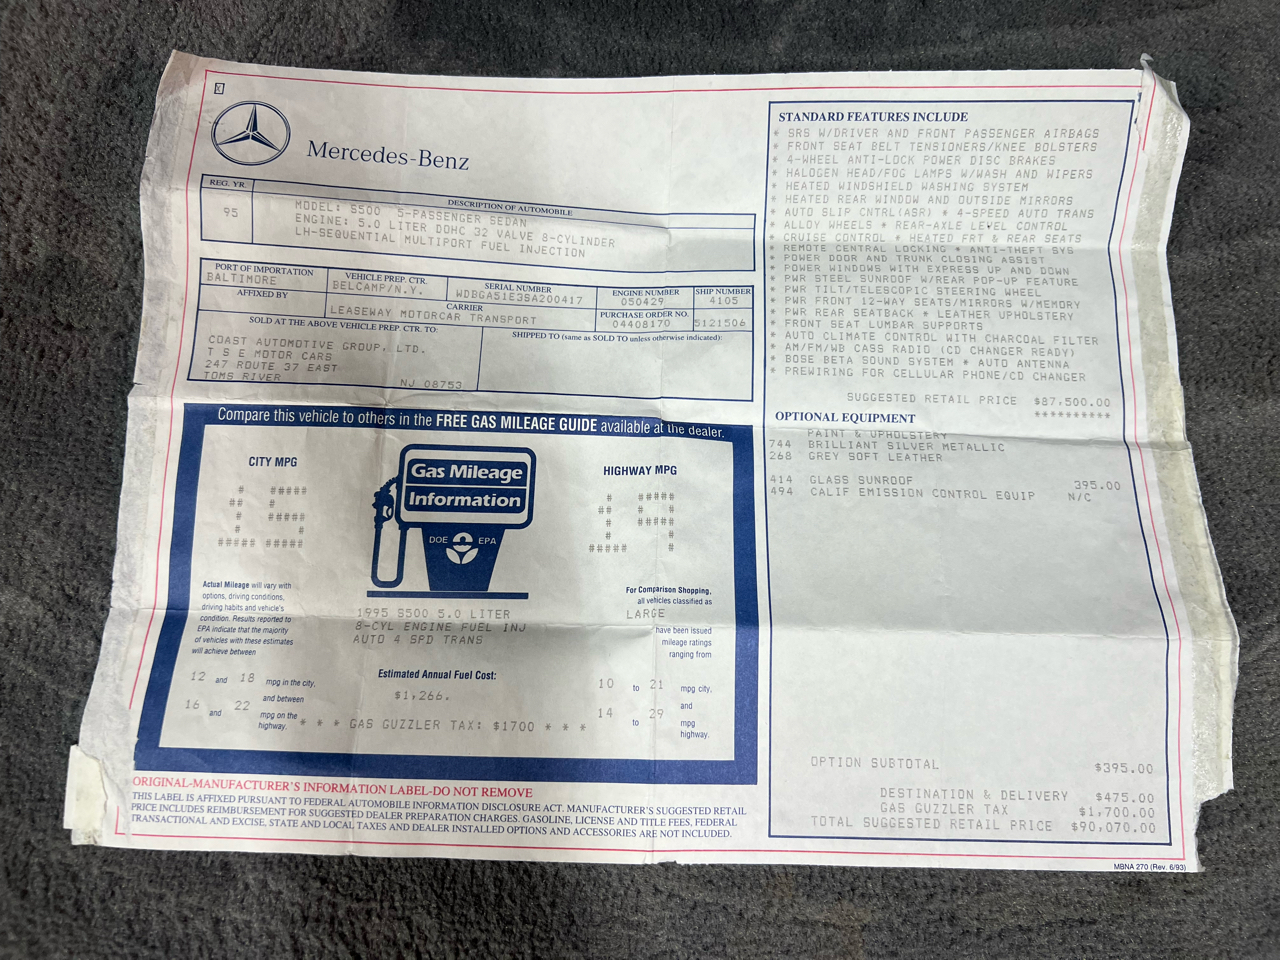 Mercedes-Benz
REG. YR.
DESCRIPTION OF AUTOMOBILE
95
MODEL: S500 5-PASSENGER SEDAN
ENGINE: 5.0 LITER DOHC 32 VALVE 8-CYLINDER
LH-SEQUENTIAL MULTIPORT FUEL INJECTION
PORT OF IMPORTATION
BALTIMORE
VEHICLE PREP. CTR.
BELCAMP/N.Y.
SERIAL NUMBER
WDBGA51E3SA200417
ENGINE NUMBER
050429
SHIP NUMBER
4105
AFFIXED BY
CARRIER
LEASEWAY MOTORCAR TRANSPORT
PURCHASE ORDER NO.
04408170
5121506
SOLD AT THE ABOVE VEHICLE PREP. CTR. TO:
COAST AUTOMOTIVE GROUP, LTD.
T S E MOTOR CARS
247 ROUTE 37 EAST
TOMS RIVER NJ 08753
SHIPPED TO (same as SOLD TO unless otherwise indicated):
Compare this vehicle to others in the FREE GAS MILEAGE GUIDE available at the dealer.
CITY MPG
15
Gas Mileage
Information
DOE EPA
HIGHWAY MPG
19
Actual Mileage will vary with
options, driving conditions,
driving habits and vehicle's
condition. Results reported to
EPA indicate that the majority
of vehicles with these estimates
will achieve between
12 and 18 mpg in the city,
and between
16 and 22 mpg on the
highway.
1995 S500 5.0 LITER
8-CYL ENGINE FUEL INJ
AUTO 4 SPD TRANS
Estimated Annual Fuel Cost:
$1,266.
* * * GAS GUZZLER TAX: $1700 * * *
For Comparison Shopping,
all vehicles classified as
LARGE
have been issued
mileage ratings
ranging from
10 to 21 mpg city,
and
14 to 29 mpg
highway.
ORIGINAL-MANUFACTURER'S INFORMATION LABEL-DO NOT REMOVE
THIS LABEL IS AFFIXED PURSUANT TO FEDERAL AUTOMOBILE INFORMATION DISCLOSURE ACT. MANUFACTURER'S SUGGESTED RETAIL
PRICE INCLUDES REIMBURSEMENT FOR SUGGESTED DEALER PREPARATION CHARGES. GASOLINE, LICENSE AND TITLE FEES, FEDERAL
TRANSACTIONAL AND EXCISE, STATE AND LOCAL TAXES AND DEALER INSTALLED OPTIONS AND ACCESSORIES ARE NOT INCLUDED.
STANDARD FEATURES INCLUDE
* SRS W/DRIVER AND FRONT PASSENGER AIRBAGS
* FRONT SEAT BELT TENSIONERS/KNEE BOLSTERS
* 4-WHEEL ANTI-LOCK POWER DISC BRAKES
* HALOGEN HEAD/FOG LAMPS W/WASH AND WIPERS
* HEATED WINDSHIELD WASHING SYSTEM
* HEATED REAR WINDOW AND OUTSIDE MIRRORS
* AUTO SLIP CNTRL(ASR) * 4-SPEED AUTO TRANS
* ALLOY WHEELS * REAR-AXLE LEVEL CONTROL
* CRUISE CONTROL * HEATED FRT & REAR SEATS
* REMOTE CENTRAL LOCKING * ANTI-THEFT SYS
* POWER DOOR AND TRUNK CLOSING ASSIST
* POWER WINDOWS WITH EXPRESS UP AND DOWN
* PWR STEEL SUNROOF W/REAR POP-UP FEATURE
* PWR TILT/TELESCOPIC STEERING WHEEL
* PWR FRONT 12-WAY SEATS/MIRRORS W/MEMORY
* PWR REAR SEATBACK * LEATHER UPHOLSTERY
* FRONT SEAT LUMBAR SUPPORTS
* AUTO CLIMATE CONTROL WITH CHARCOAL FILTER
* AM/FM/WB CASS RADIO (CD CHANGER READY)
* BOSE BETA SOUND SYSTEM * AUTO ANTENNA
* PREWIRING FOR CELLULAR PHONE/CD CHANGER
SUGGESTED RETAIL PRICE $87,500.00
**********
OPTIONAL EQUIPMENT
PAINT & UPHOLSTERY
744 BRILLIANT SILVER METALLIC
268 GREY SOFT LEATHER
414 GLASS SUNROOF 395.00
494 CALIF EMISSION CONTROL EQUIP N/C
OPTION SUBTOTAL $395.00
DESTINATION & DELIVERY $475.00
GAS GUZZLER TAX $1,700.00
TOTAL SUGGESTED RETAIL PRICE $90,070.00
MBNA 270 (Rev. 6/93)